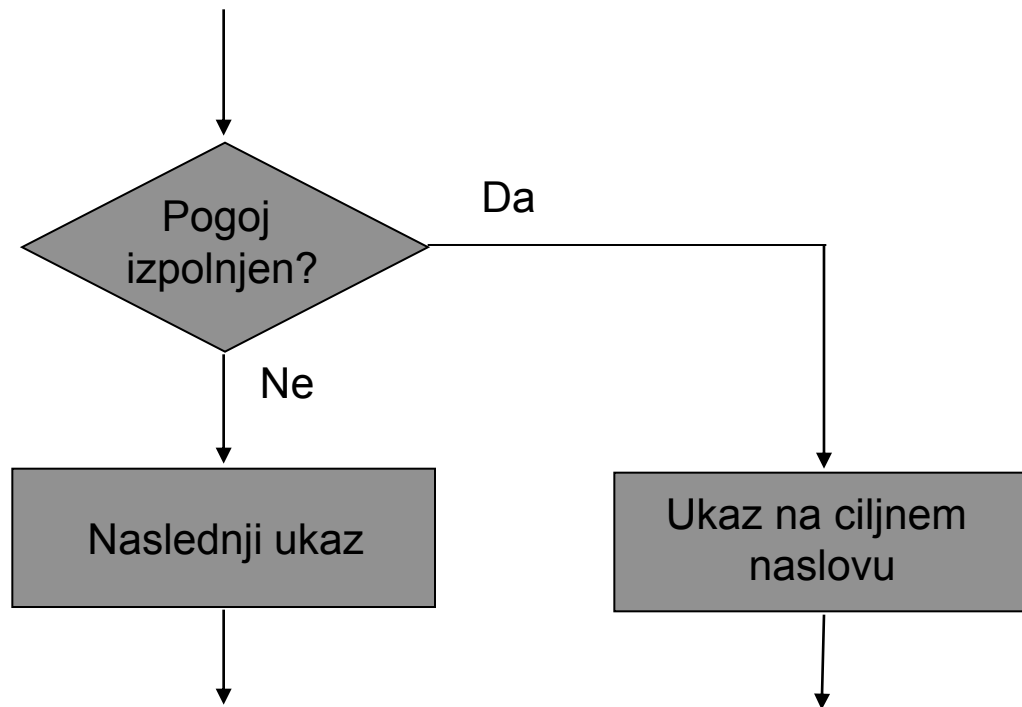 Pogoj
izpolnjen?
Da
Ne
Naslednji ukaz
Ukaz na ciljnem
naslovu